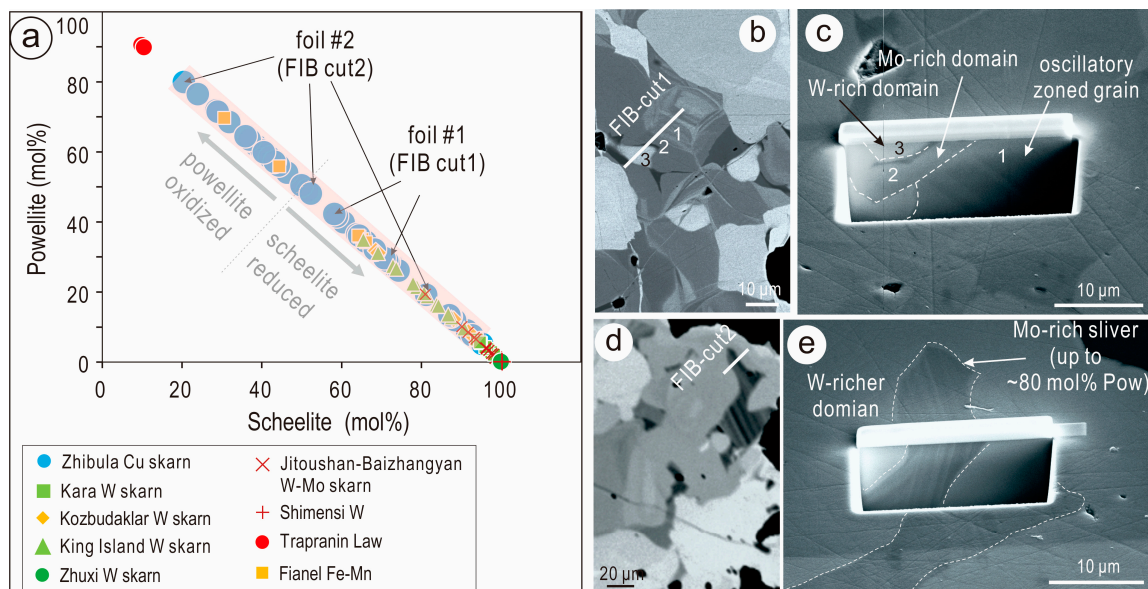 a
100
80
60
40
20
0
Powellite (mol%)
0
20
40
60
80
100
Scheelite (mol%)
foil #2
(FIB cut2)
foil #1
(FIB cut1)
powellite
oxidized
scheelite
reduced
Zhibula Cu skarn
Kara W skarn
Kozbudaklar W skarn
King Island W skarn
Zhuxi W skarn
Jitoushan-Baizhangyan
W-Mo skarn
Shimensi W
Trapranin Law
Fianel Fe-Mn
b
FIB-cut1
1
2
3
10 µm
c
Mo-rich domain
W-rich domain
oscillatory
zoned grain
3
2
1
10 µm
d
FIB-cut2
20 µm
e
Mo-rich sliver
(up to
~80 mol% Pow)
W-richer
domian
10 µm